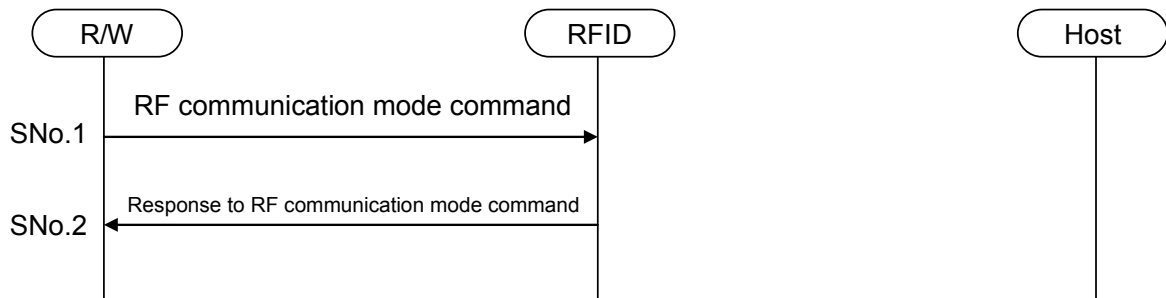 R/W
RFID
Host
RF communication mode command
SNo.1
Response to RF communication mode command
SNo.2